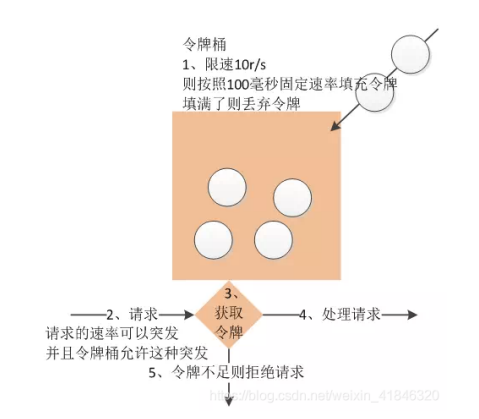 令牌桶
1、限速10r/s
则按照100毫秒固定速率填充令牌
填满了则丢弃令牌
3、
获取
令牌
2、请求
4、处理请求
请求的速率可以突发
并且令牌桶允许这种突发
5、令牌不足则拒绝请求
https://blog.csdn.net/weixin_41846320